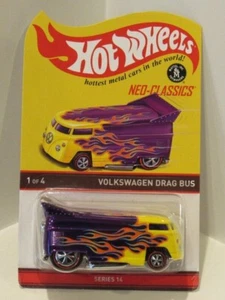 Hot Wheels
hottest metal cars in the world!
NEO-CLASSICS
1 of 4
VOLKSWAGEN DRAG BUS
SERIES 14